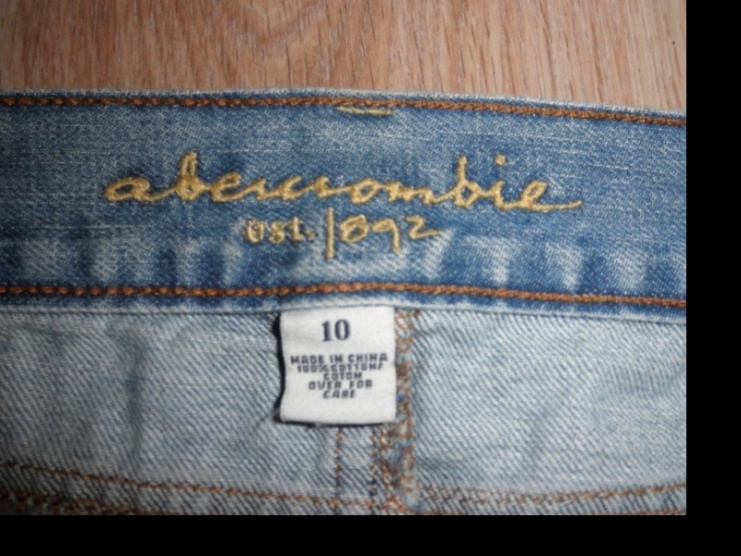 abercrombie
est. 1892
10
MADE IN CHINA
100% COTTON/
COTON
OVER FOR
CARE